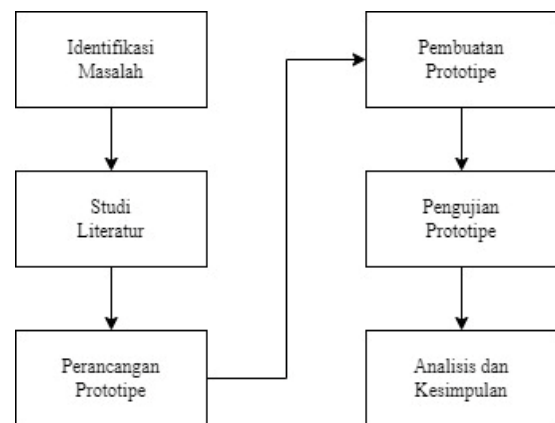 Identifikasi
Masalah
Studi
Literatur
Perancangan
Prototipe
Pembuatan
Prototipe
Pengujian
Prototipe
Analisis dan
Kesimpulan